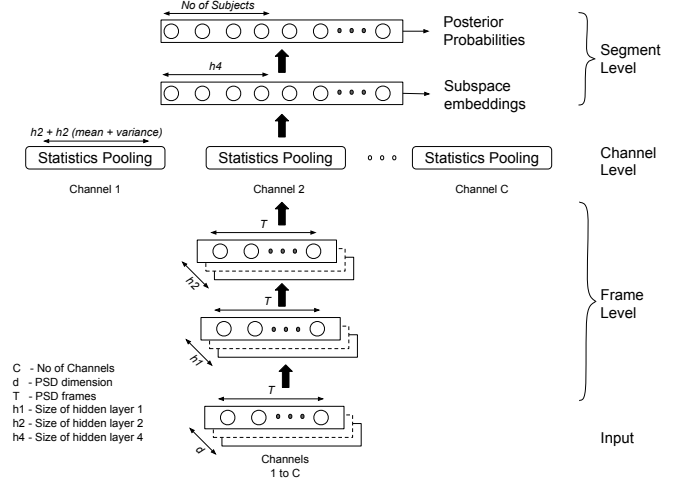 No of Subjects
Posterior
Probabilities
Segment
Level
h4
Subspace
embeddings
h2 + h2 (mean + variance)
Statistics Pooling
Statistics Pooling
Statistics Pooling
Channel
Level
Channel 1
Channel 2
Channel C
T
h2
Frame
Level
T
h1
C - No of Channels
d - PSD dimension
T - PSD frames
h1 - Size of hidden layer 1
h2 - Size of hidden layer 2
h4 - Size of hidden layer 4
T
d
Input
Channels
1 to C